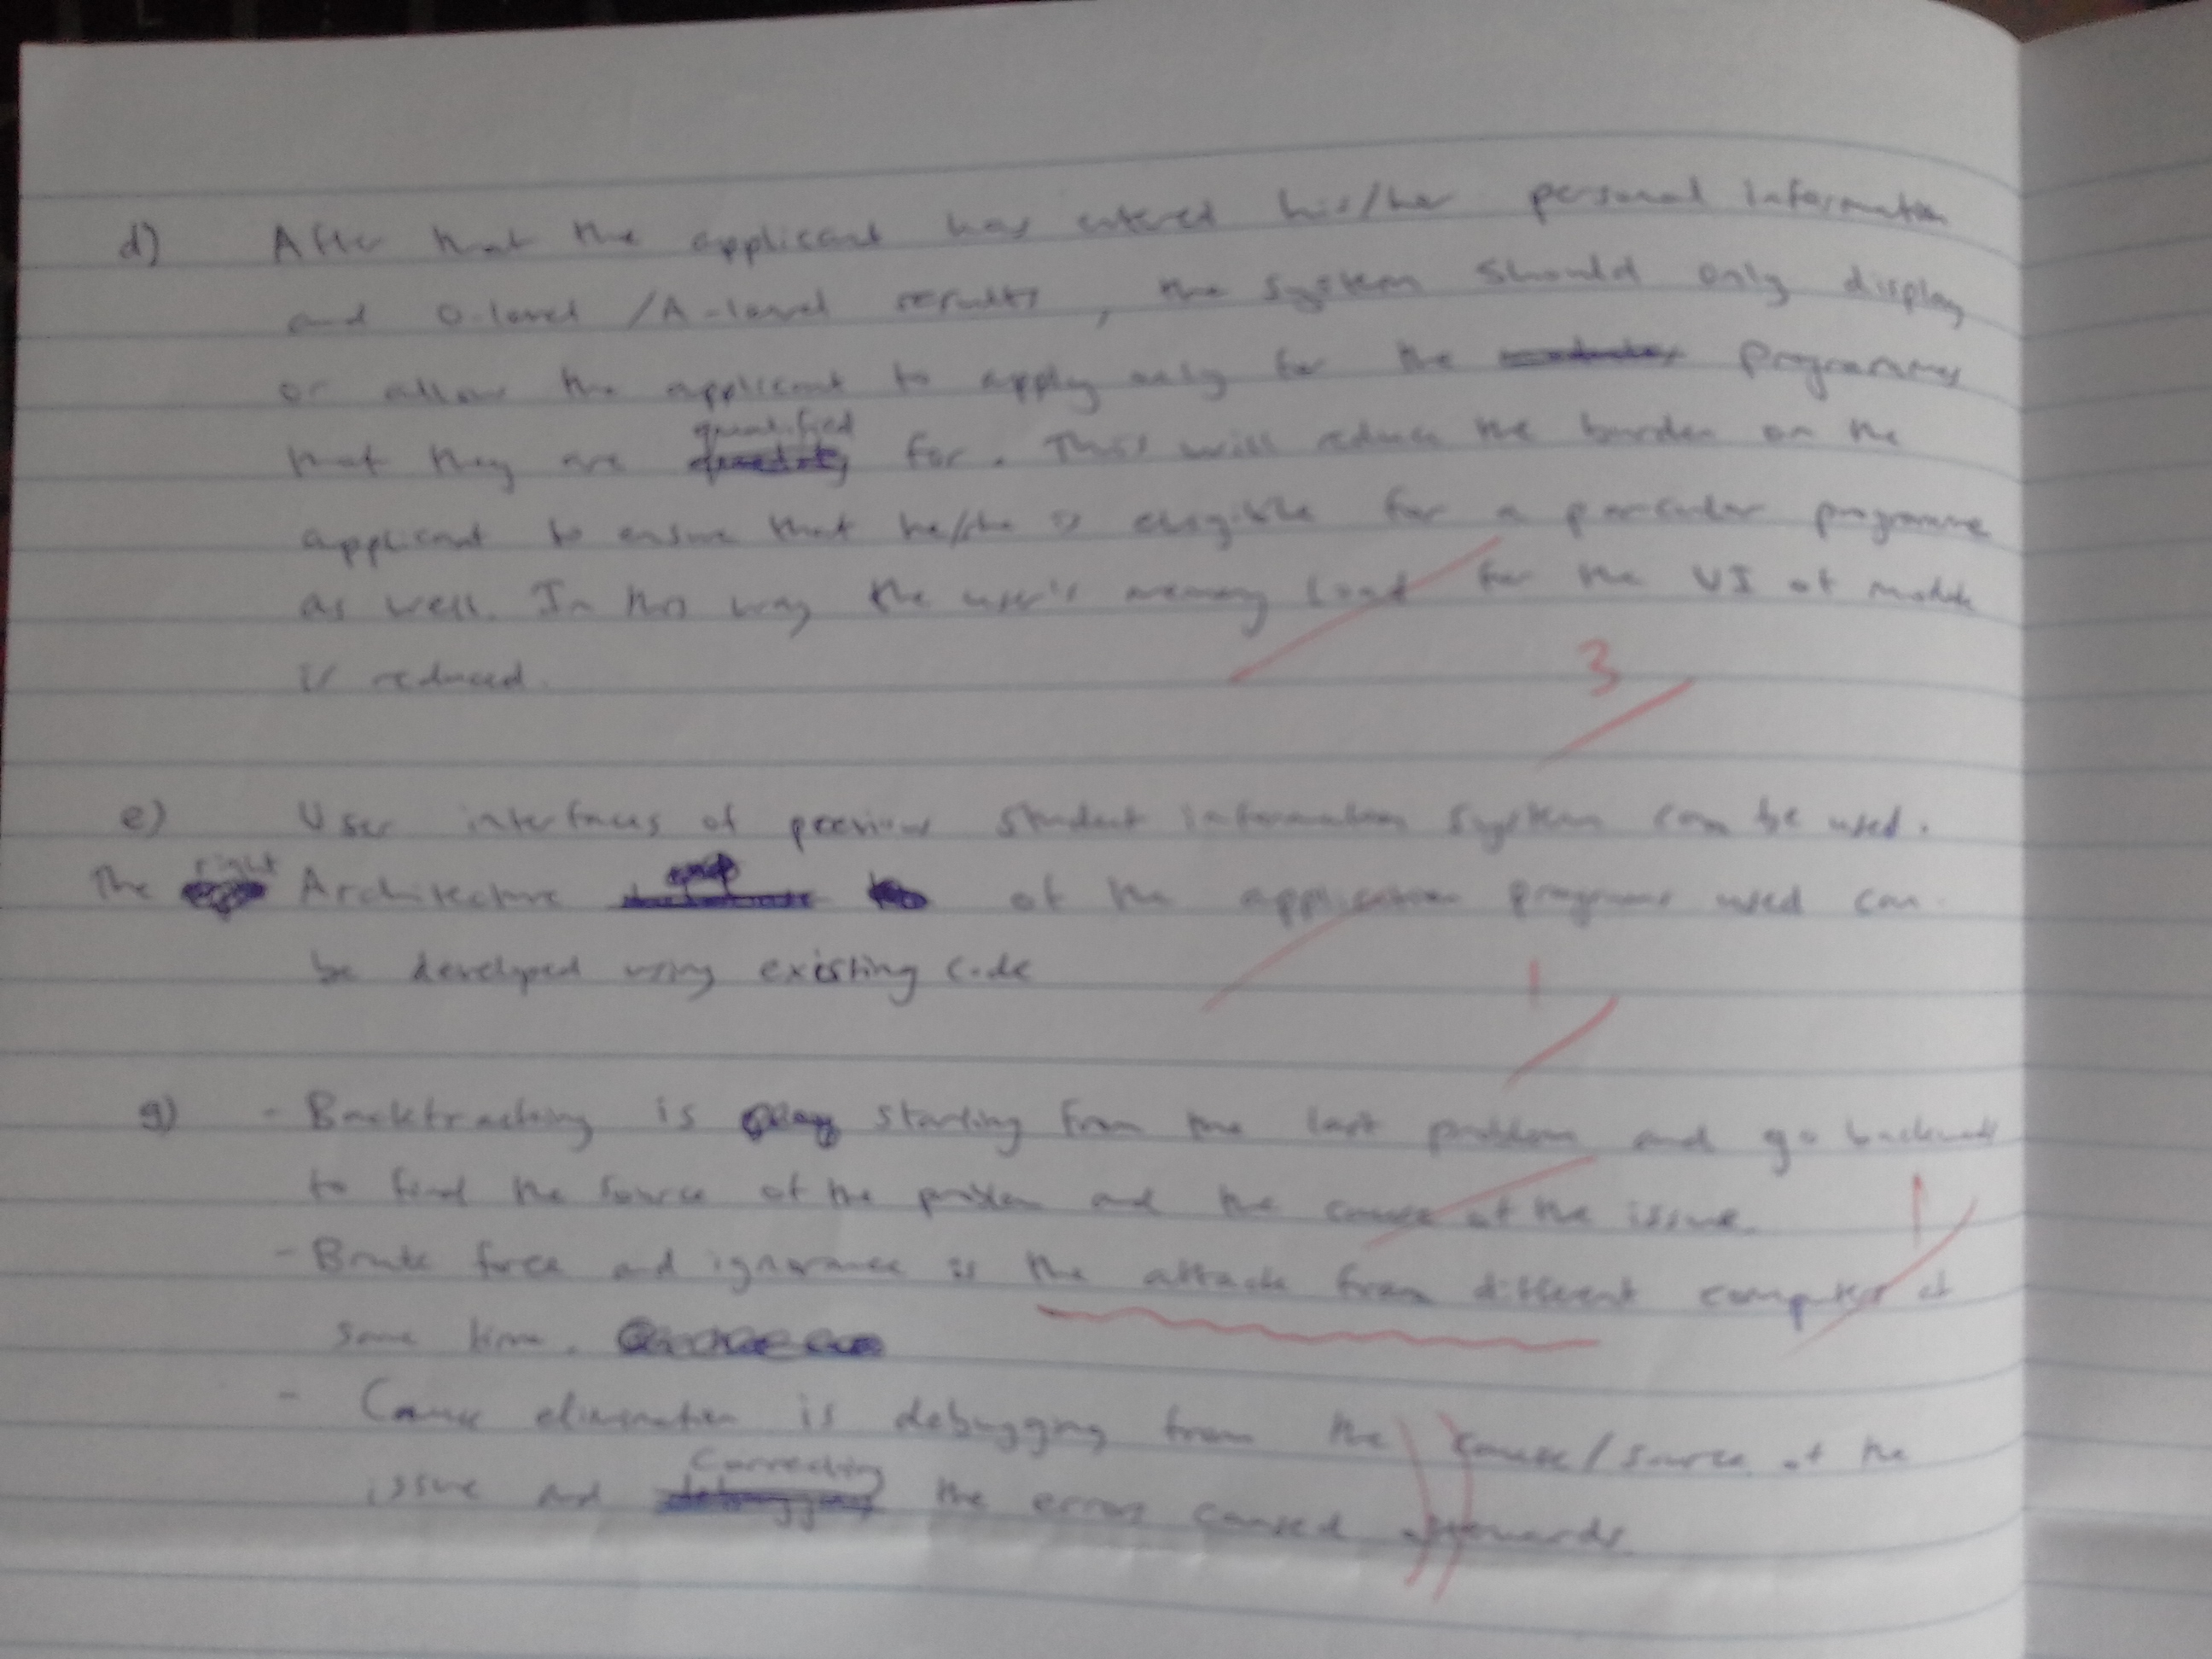 d) After that the applicant has entered his/her personal information
and O-level / A-level results, the system should only display
or allow the applicant to apply only for the programmes
that they are qualified for. This will reduce the burden on the
applicant to ensure that he/she is eligible for a particular programme
as well. In this way the user's memory load for the UI of module
is reduced.
3
e) User interfaces of previous student information system can be used.
The right Architecture of the application programs used can
be developed using existing code
1
g) - Backtracking is starting from the last problem and go backwards
to find the source of the problem and the cause of the issue.
1
- Brute force and ignorance is the attack from different computers at
same time.
- Cause elimination is debugging from the cause/source of the
issue and correcting the errors caused afterwards.